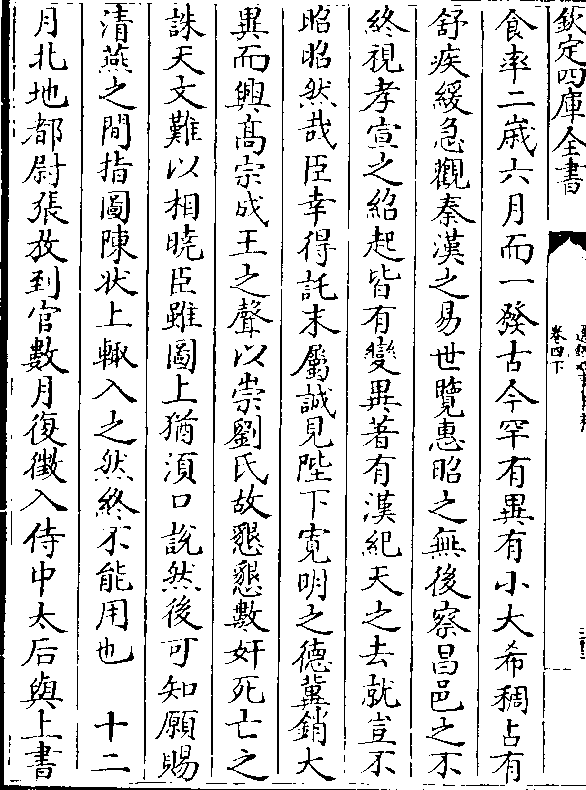 欽定四庫全書
卷四下
食率二歲六月而一發古今罕有異有小大希稠占有
舒疾緩急觀秦漢之易世覽惠昭之無後察昌邑之不
終視孝宣之紹起皆有變異著有漢紀天之去就豈不
昭昭然哉臣幸得託末屬誠見陛下寛明之德冀銷大
異而興髙宗成王之聲以崇劉氏故懇懇數奸死亡之
誅天文難以相曉臣雖圖上猶湏口說然後可知願賜
清燕之間指圖陳狀上輙入之然終不能用也　十二
月北地都尉張放到官數月復徵入侍中太后與上書